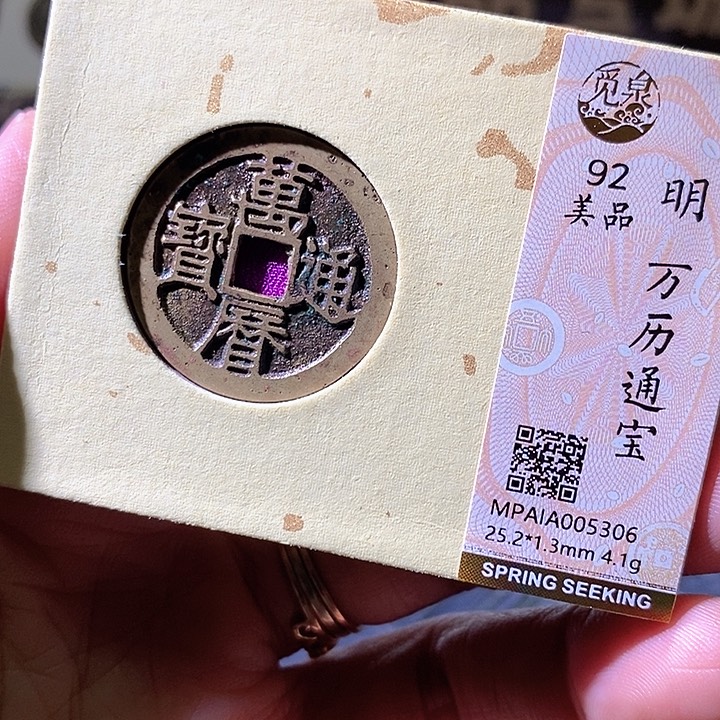 萬曆通寳
觅泉
92
美品
明
万历通宝
MPAIA005306
25.2*1.3mm 4.1g
SPRING SEEKING